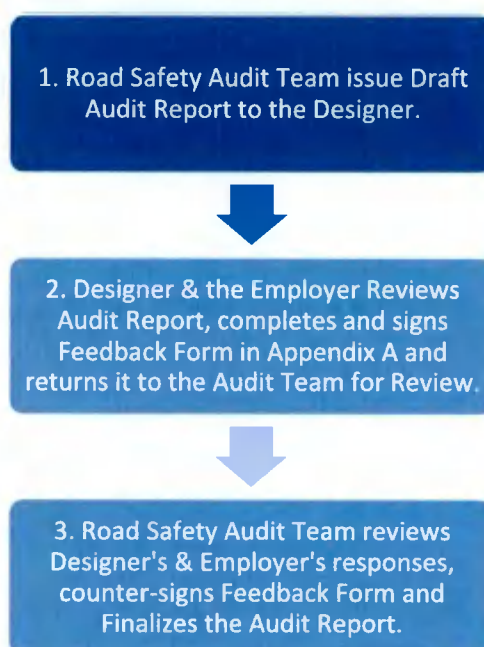 1. Road Safety Audit Team issue Draft
Audit Report to the Designer.
2. Designer & the Employer Reviews
Audit Report, completes and signs
Feedback Form in Appendix A and
returns it to the Audit Team for Review.
3. Road Safety Audit Team reviews
Designer's & Employer's responses,
counter-signs Feedback Form and
Finalizes the Audit Report.